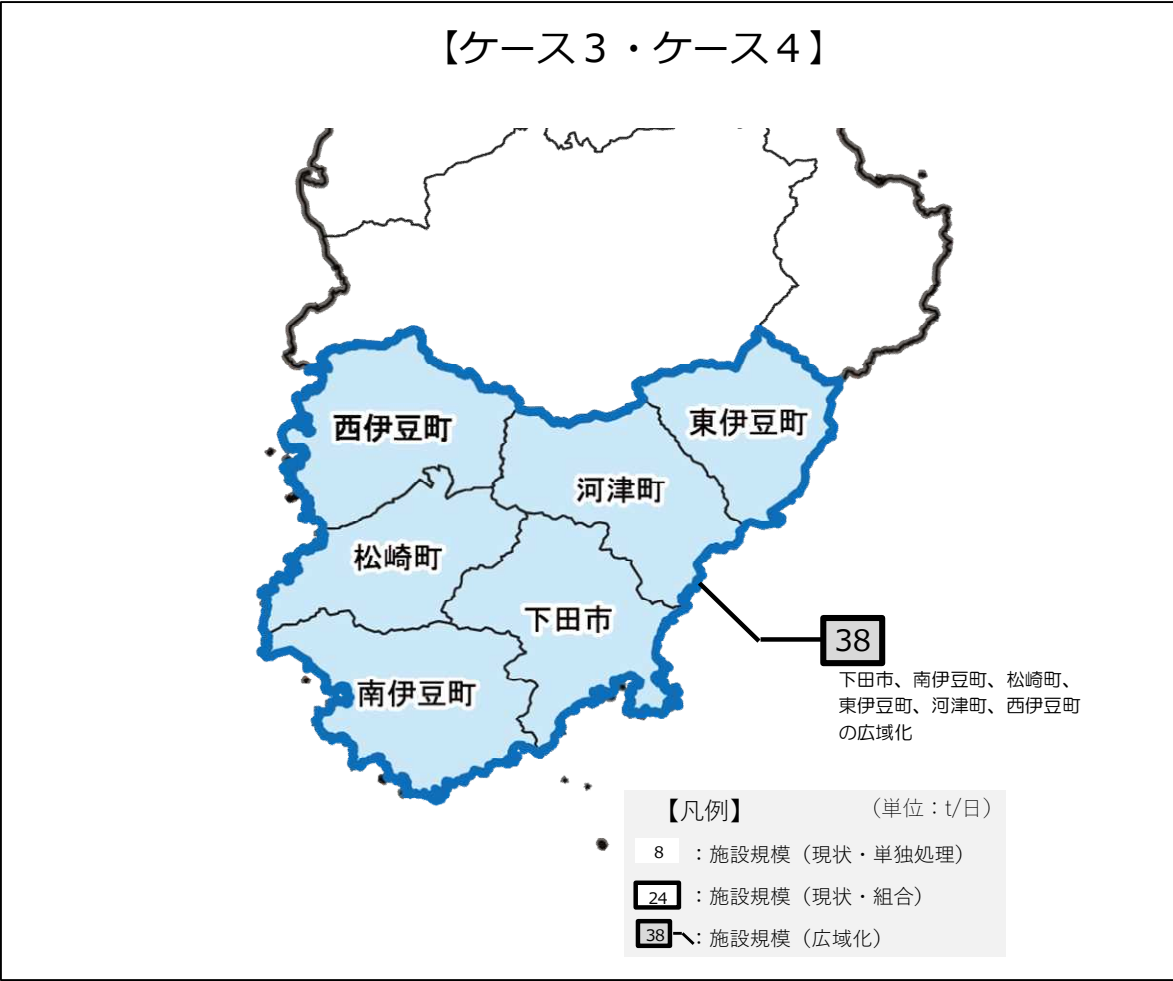 【ケース３・ケース４】
西伊豆町
東伊豆町
河津町
松崎町
下田市
南伊豆町
38
下田市、南伊豆町、松崎町、
東伊豆町、河津町、西伊豆町
の広域化
【凡例】 （単位：t/日）
8 ：施設規模（現状・単独処理）
24 ：施設規模（現状・組合）
38 ：施設規模（広域化）